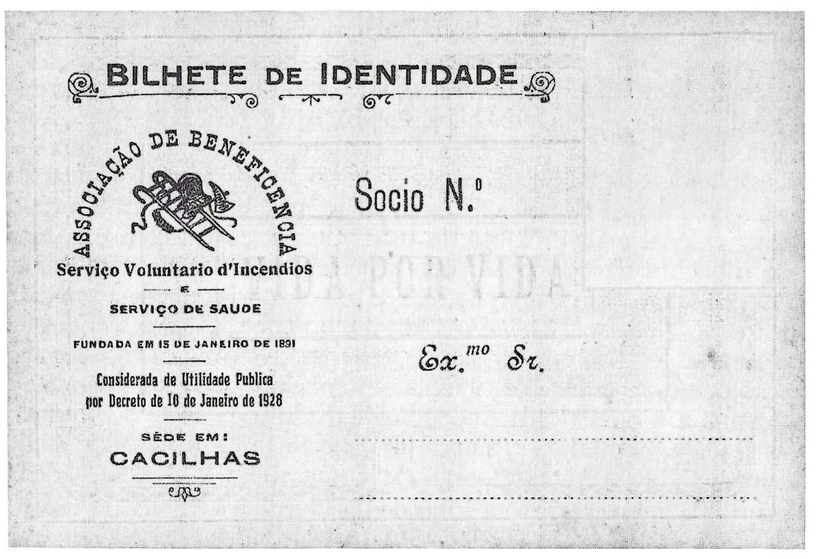 BILHETE DE IDENTIDADE
ASSOCIAÇÃO DE BENEFICENCIA
Serviço Voluntario d'Incendios
E
SERVIÇO DE SAUDE
FUNDADA EM 15 DE JANEIRO DE 1891
Considerada de Utilidade Publica
por Decreto de 10 de Janeiro de 1928
SÉDE EM:
CACILHAS
Socio N.º
VIDA POR VIDA
Ex.mo Sr.